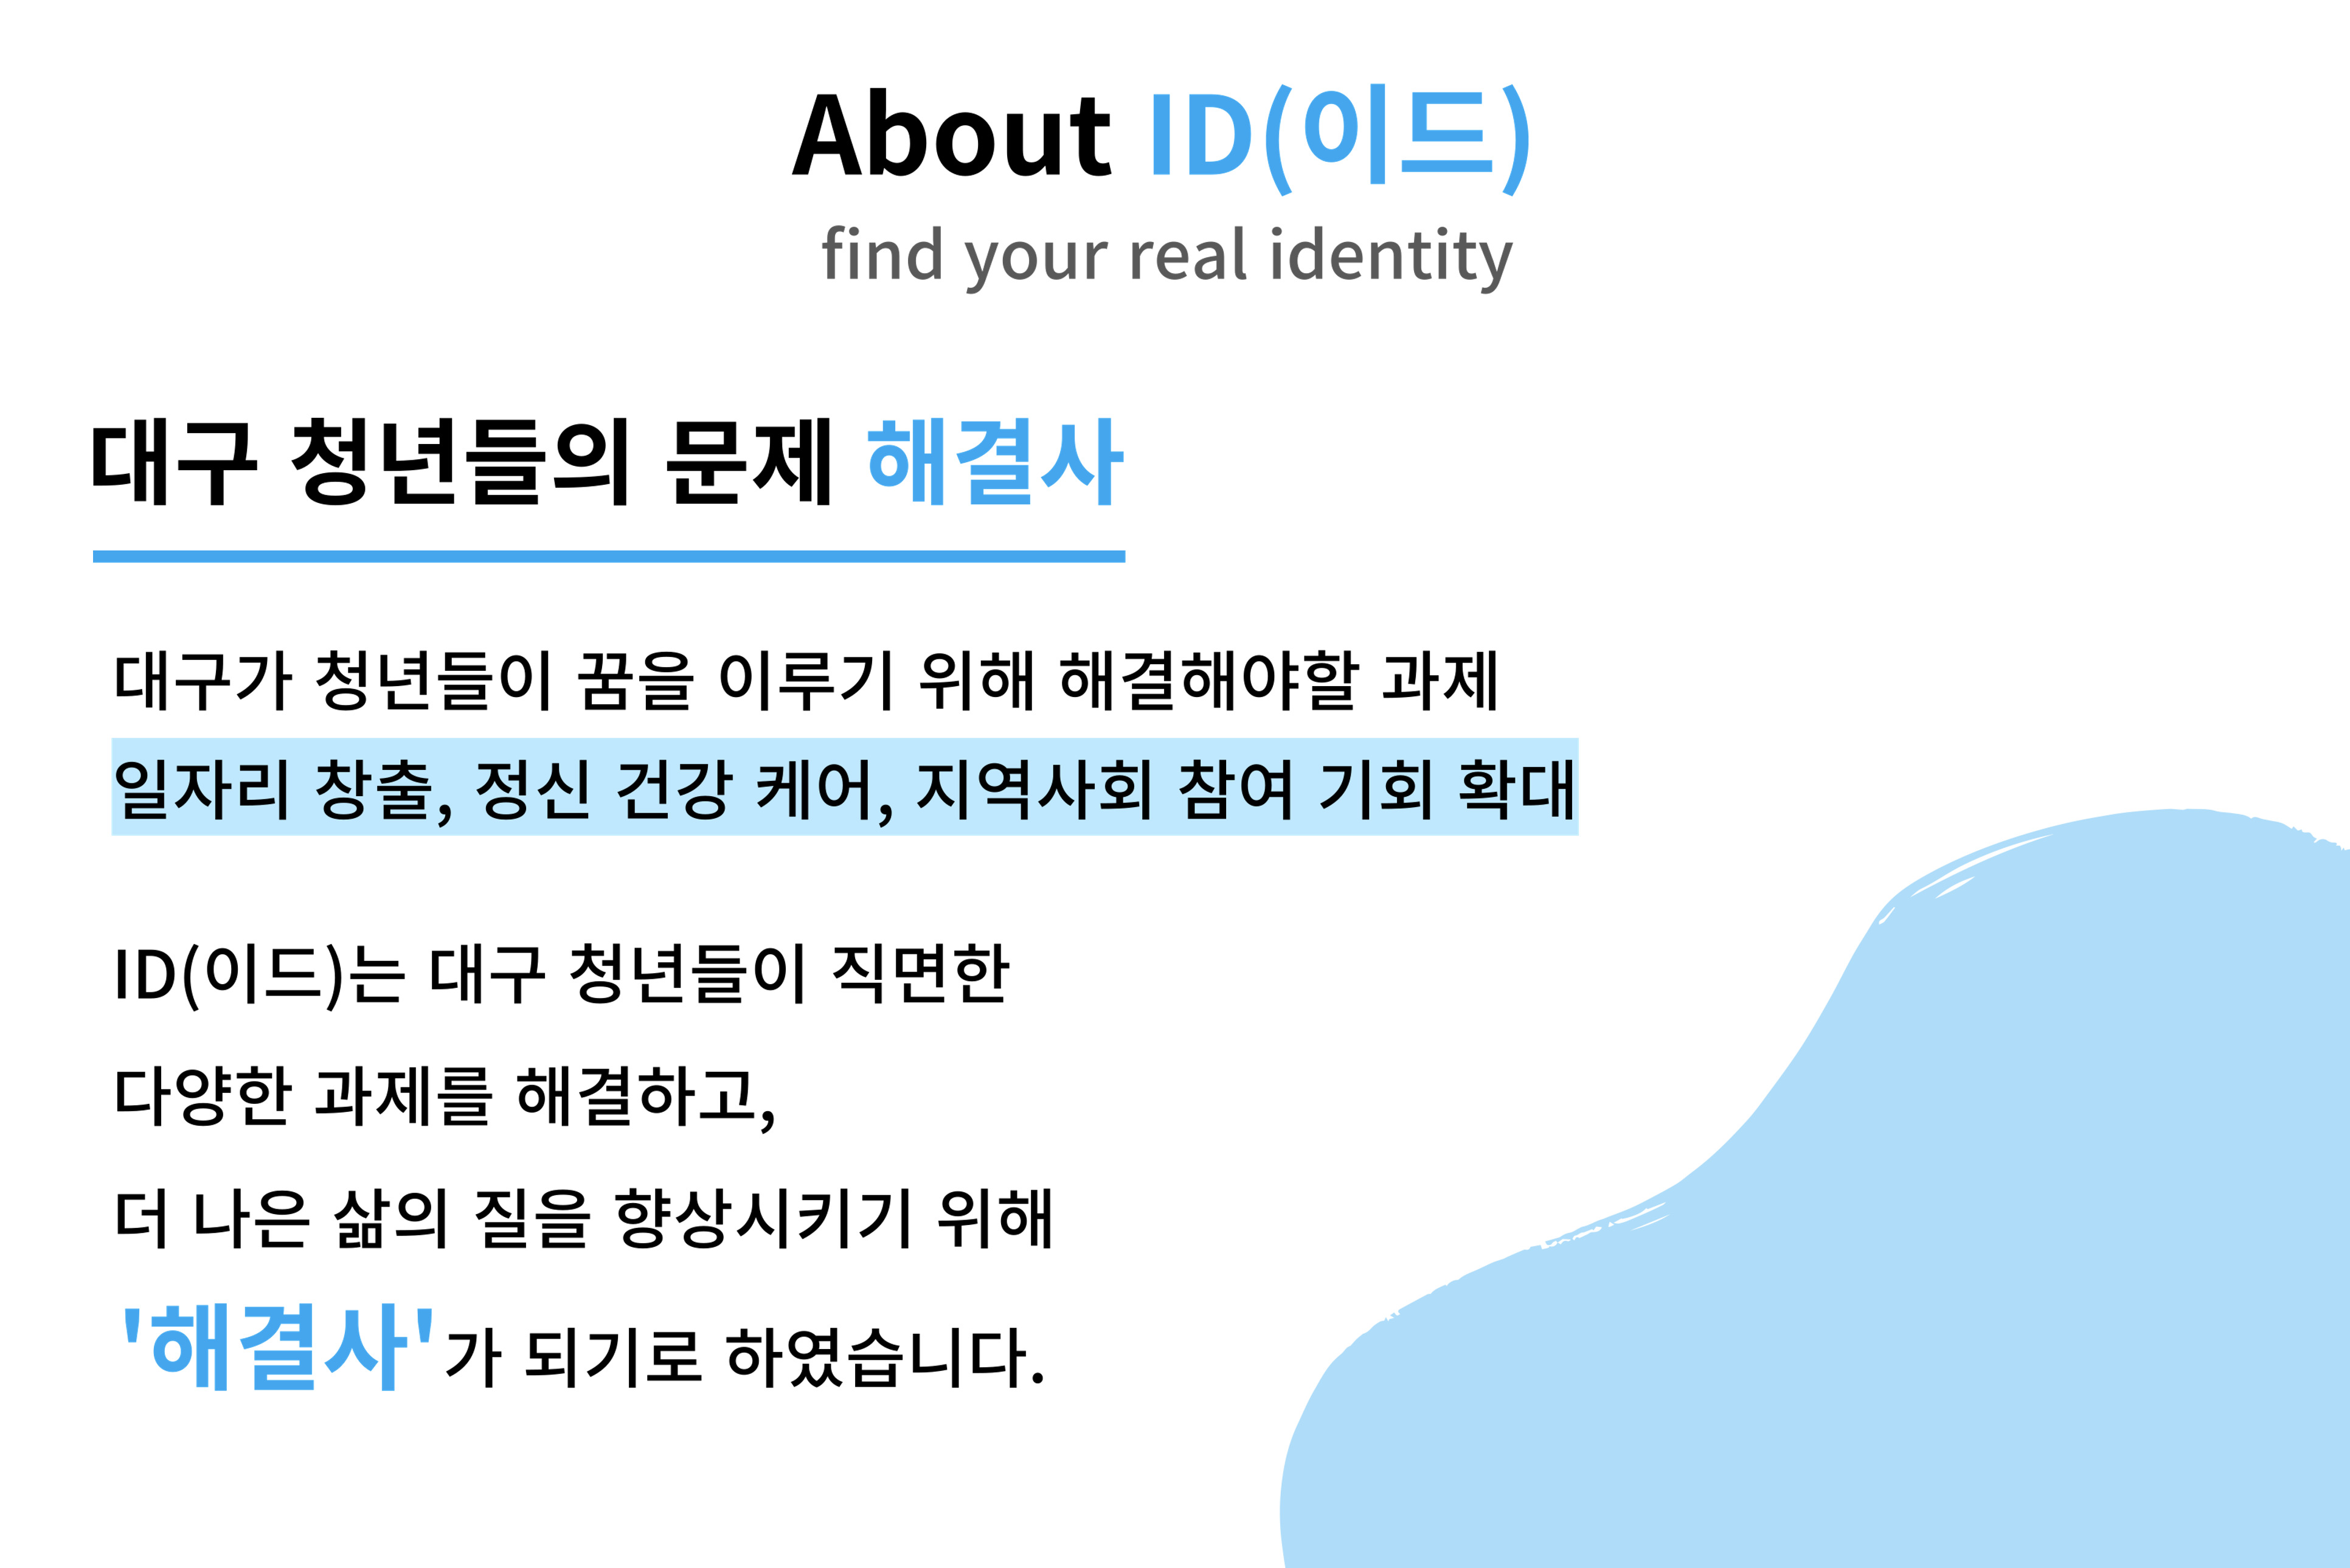 About ID(이드)
find your real identity
대구 청년들의 문제 해결사
대구가 청년들이 꿈을 이루기 위해 해결해야할 과제
일자리 창출, 정신 건강 케어, 지역사회 참여 기회 확대
ID(이드)는 대구 청년들이 직면한
다양한 과제를 해결하고,
더 나은 삶의 질을 향상시키기 위해
'해결사'가 되기로 하였습니다.